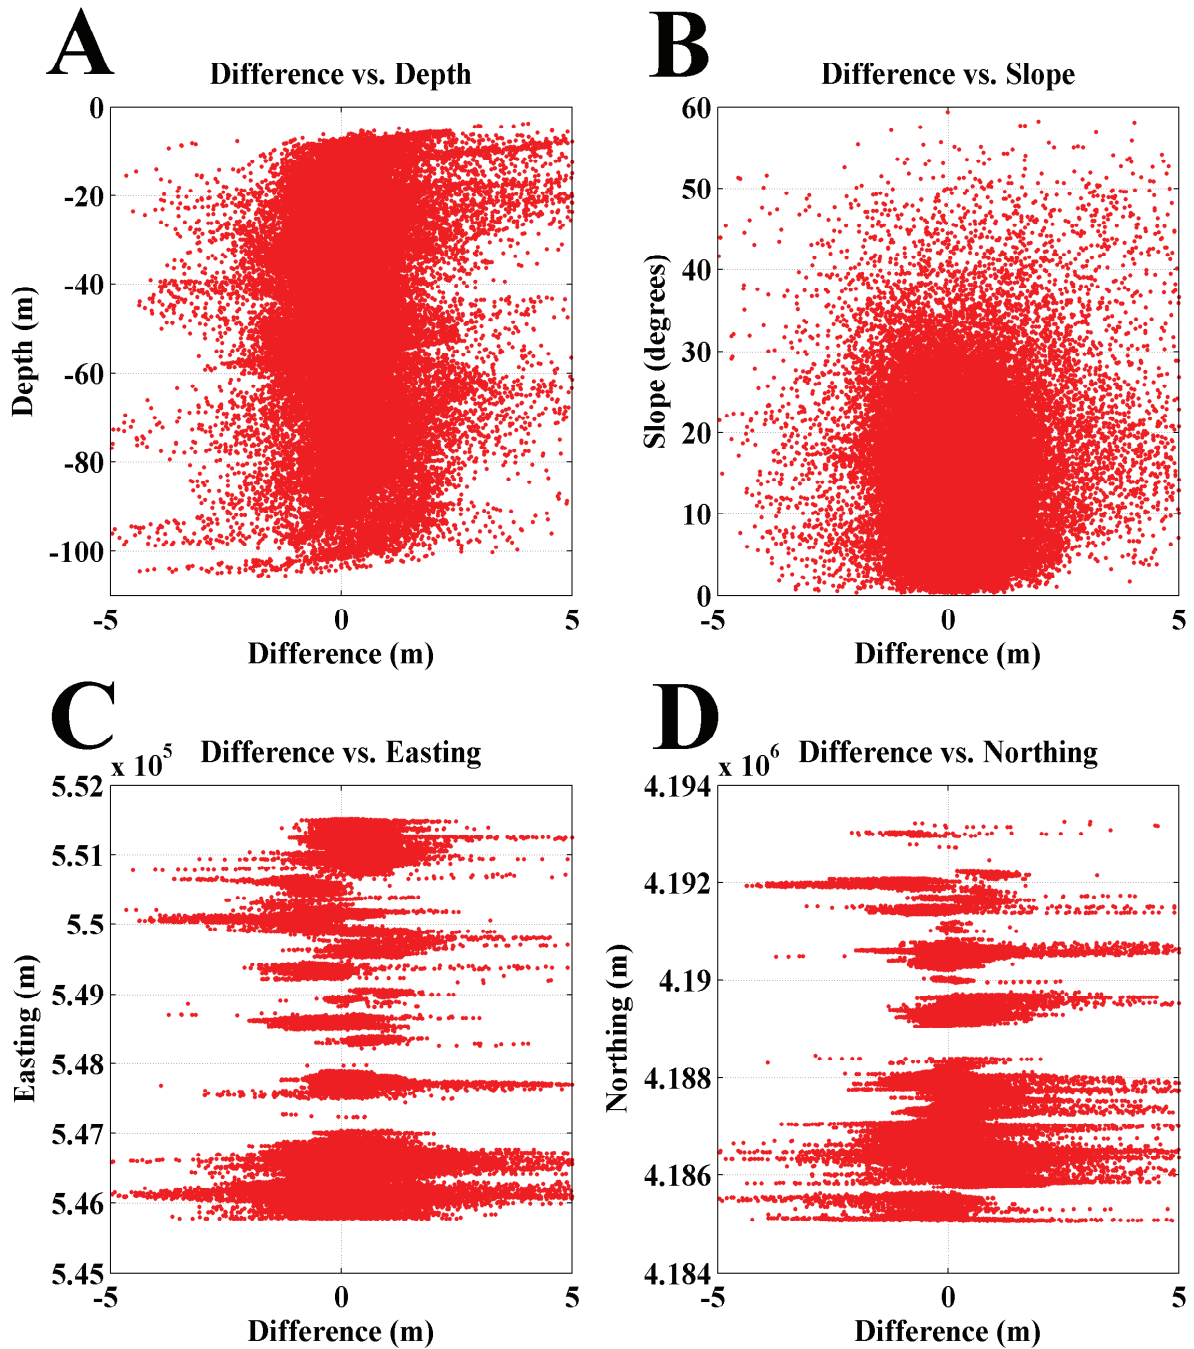 A
Difference vs. Depth
0
-20
-40
-60
-80
-100
Depth (m)
-5 0 5
Difference (m)
B
Difference vs. Slope
60
50
40
30
20
10
0
Slope (degrees)
-5 0 5
Difference (m)
C
Difference vs. Easting
x 10^5
5.52
5.51
5.5
5.49
5.48
5.47
5.46
5.45
Easting (m)
-5 0 5
Difference (m)
D
Difference vs. Northing
x 10^6
4.194
4.192
4.19
4.188
4.186
4.184
Northing (m)
-5 0 5
Difference (m)